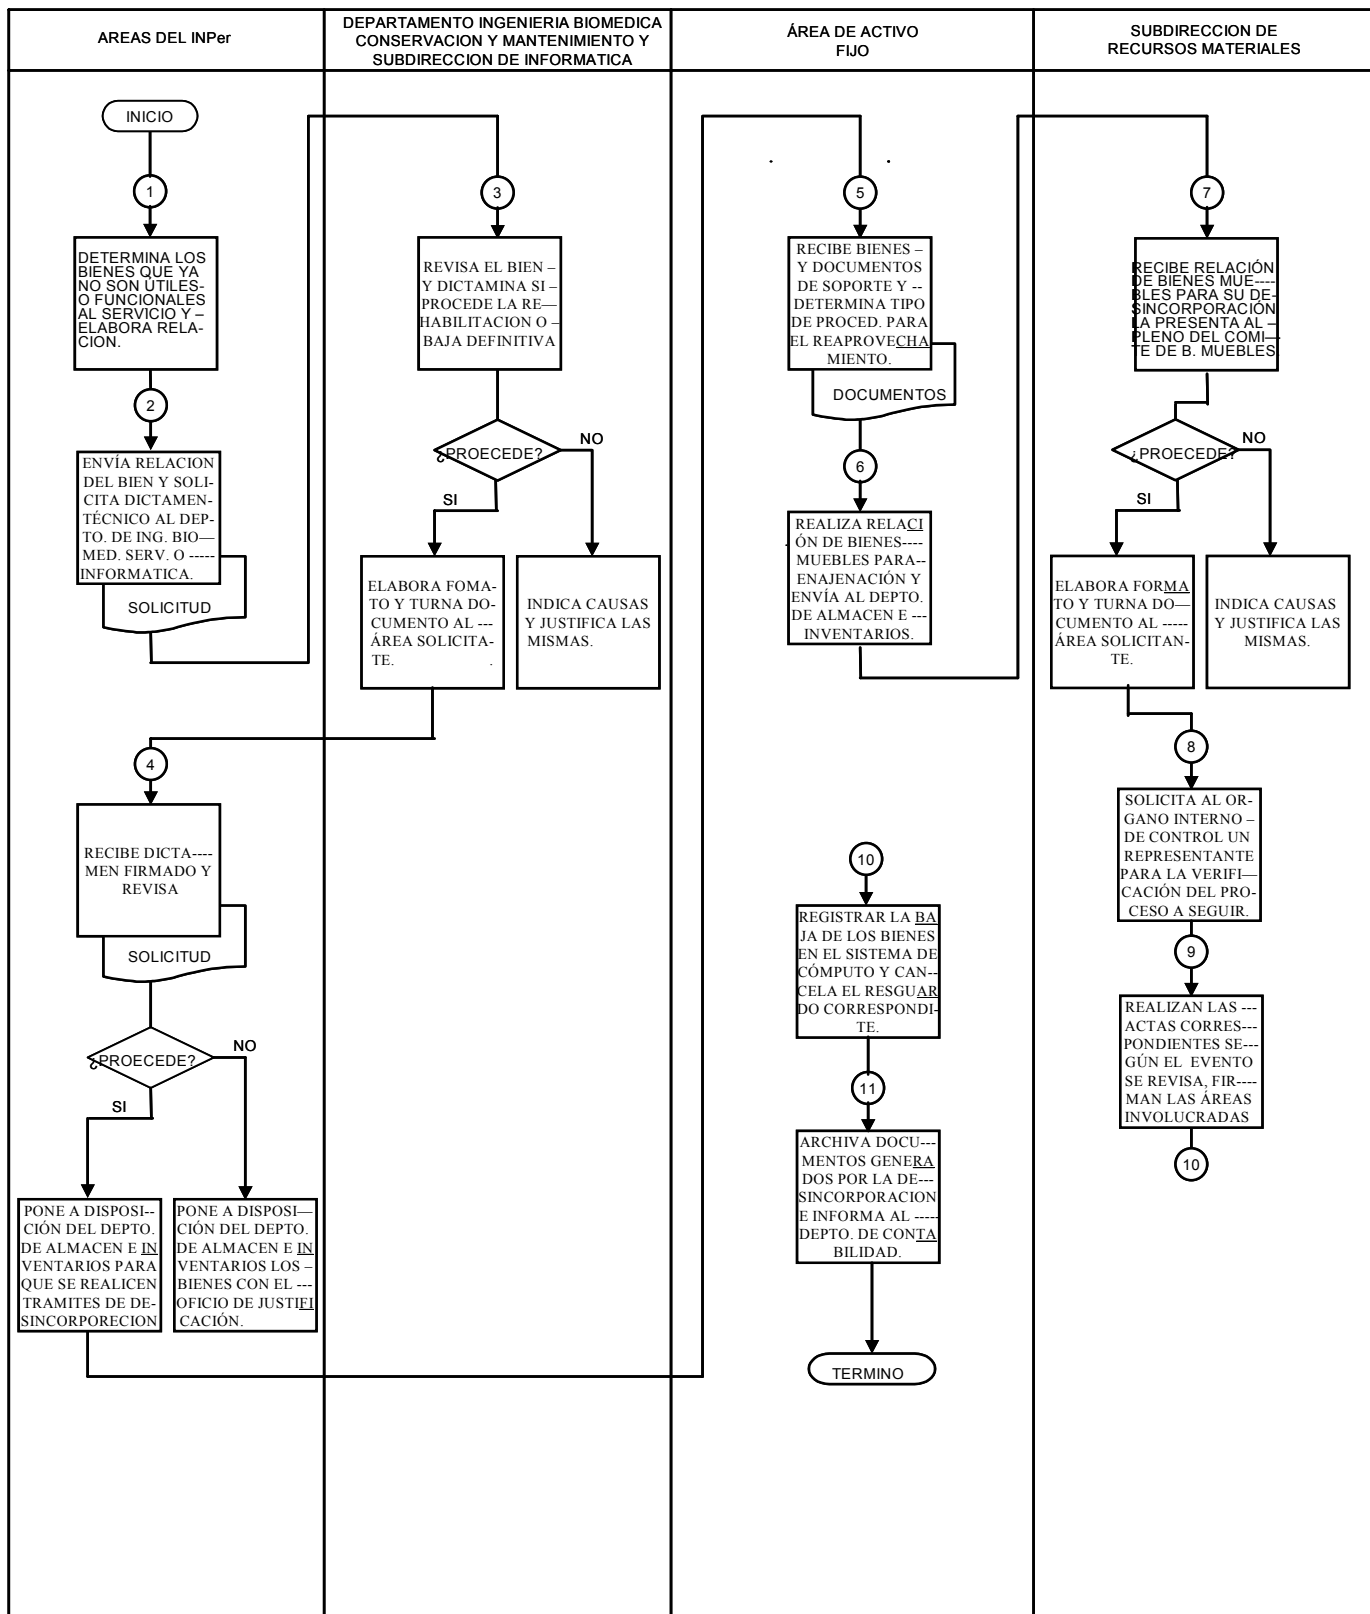 AREAS DEL INPer
DEPARTAMENTO INGENIERIA BIOMEDICA
CONSERVACION Y MANTENIMIENTO Y
SUBDIRECCION DE INFORMATICA
ÁREA DE ACTIVO
FIJO
SUBDIRECCION DE
RECURSOS MATERIALES
INICIO
1
DETERMINA LOS
BIENES QUE YA
NO SON UTILES-
O FUNCIONALES
AL SERVICIO Y –
ELABORA RELA-
CION.
2
ENVÍA RELACION
DEL BIEN Y SOLI-
CITA DICTAMEN-
TÉCNICO AL DEP-
TO. DE ING. BIO—
MED. SERV. O -----
INFORMATICA.
SOLICITUD
3
REVISA EL BIEN –
Y DICTAMINA SI –
PROCEDE LA RE—
HABILITACION O –
BAJA DEFINITIVA
¿PROECEDE?
NO
SI
ELABORA FOMA-
TO Y TURNA DO-
CUMENTO AL ---
ÁREA SOLICITA-
TE. .
INDICA CAUSAS
Y JUSTIFICA LAS
MISMAS.
4
RECIBE DICTA----
MEN FIRMADO Y
REVISA
SOLICITUD
¿PROECEDE?
NO
SI
PONE A DISPOSI--
CIÓN DEL DEPTO.
DE ALMACEN E IN
VENTARIOS PARA
QUE SE REALICEN
TRAMITES DE DE-
SINCORPORECION
PONE A DISPOSI—
CIÓN DEL DEPTO.
DE ALMACEN E IN
VENTARIOS LOS –
BIENES CON EL ---
OFICIO DE JUSTIFI
CACIÓN.
5
RECIBE BIENES –
Y DOCUMENTOS
DE SOPORTE Y --
DETERMINA TIPO
DE PROCED. PARA
EL REAPROVECHA
MIENTO.
DOCUMENTOS
6
REALIZA RELACI
ÓN DE BIENES----
MUEBLES PARA--
ENAJENACIÓN Y
ENVÍA AL DEPTO.
DE ALMACEN E ---
INVENTARIOS.
7
RECIBE RELACIÓN
DE BIENES MUE----
BLES PARA SU DE-
SINCORPORACIÓN
LA PRESENTA AL –
PLENO DEL COMI—
TE DE B. MUEBLES.
¿PROECEDE?
NO
SI
ELABORA FORMA
TO Y TURNA DO—
CUMENTO AL -----
ÁREA SOLICITAN-
TE.
INDICA CAUSAS
Y JUSTIFICA LAS
MISMAS.
8
SOLICITA AL OR-
GANO INTERNO –
DE CONTROL UN
REPRESENTANTE
PARA LA VERIFI—
CACIÓN DEL PRO-
CESO A SEGUIR.
9
REALIZAN LAS ---
ACTAS CORRES---
PONDIENTES SE---
GÚN EL EVENTO
SE REVISA, FIR----
MAN LAS ÁREAS
INVOLUCRADAS
10
10
REGISTRAR LA BA
JA DE LOS BIENES
EN EL SISTEMA DE
CÓMPUTO Y CAN--
CELA EL RESGUAR
DO CORRESPONDI-
TE.
11
ARCHIVA DOCU---
MENTOS GENERA
DOS POR LA DE---
SINCORPORACION
E INFORMA AL -----
DEPTO. DE CONTA
BILIDAD.
TERMINO